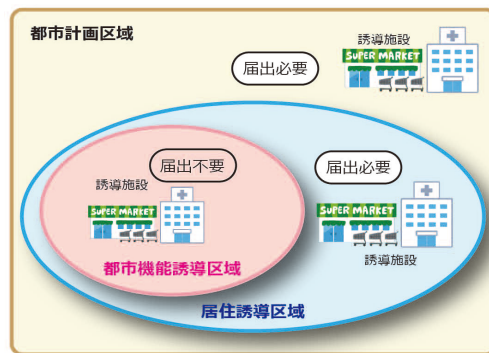 都市計画区域
誘導施設
届出必要
SUPER MARKET
届出不要
届出必要
誘導施設
SUPER MARKET
SUPER MARKET
誘導施設
都市機能誘導区域
居住誘導区域